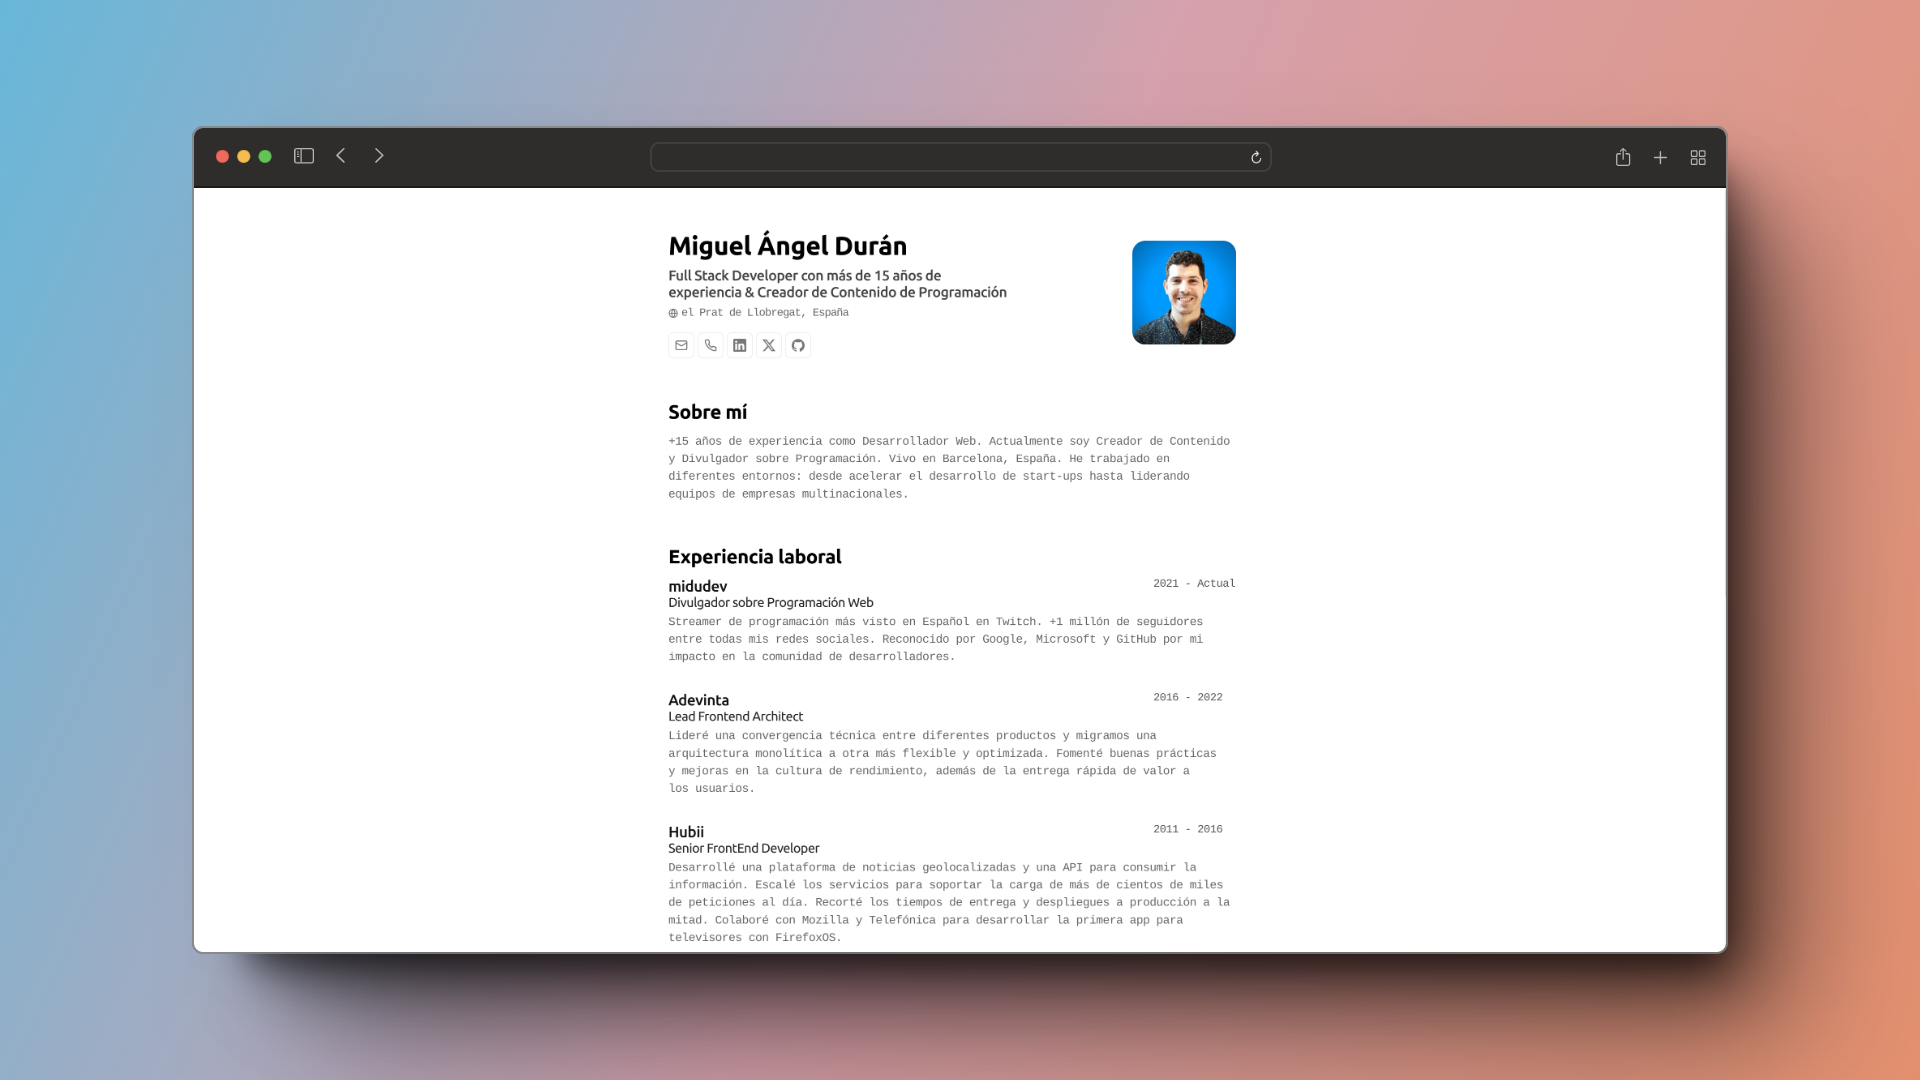 Miguel Ángel Durán
Full Stack Developer con más de 15 años de
experiencia & Creador de Contenido de Programación
el Prat de Llobregat, España
Sobre mí
+15 años de experiencia como Desarrollador Web. Actualmente soy Creador de Contenido
y Divulgador sobre Programación. Vivo en Barcelona, España. He trabajado en
diferentes entornos: desde acelerar el desarrollo de start-ups hasta liderando
equipos de empresas multinacionales.
Experiencia laboral
midudev
2021 - Actual
Divulgador sobre Programación Web
Streamer de programación más visto en Español en Twitch. +1 millón de seguidores
entre todas mis redes sociales. Reconocido por Google, Microsoft y GitHub por mi
impacto en la comunidad de desarrolladores.
Adevinta
2016 - 2022
Lead Frontend Architect
Lideré una convergencia técnica entre diferentes productos y migramos una
arquitectura monolítica a otra más flexible y optimizada. Fomenté buenas prácticas
y mejoras en la cultura de rendimiento, además de la entrega rápida de valor a
los usuarios.
Hubii
2011 - 2016
Senior FrontEnd Developer
Desarrollé una plataforma de noticias geolocalizadas y una API para consumir la
información. Escalé los servicios para soportar la carga de más de cientos de miles
de peticiones al día. Recorté los tiempos de entrega y despliegues a producción a la
mitad. Colaboré con Mozilla y Telefónica para desarrollar la primera app para
televisores con FirefoxOS.